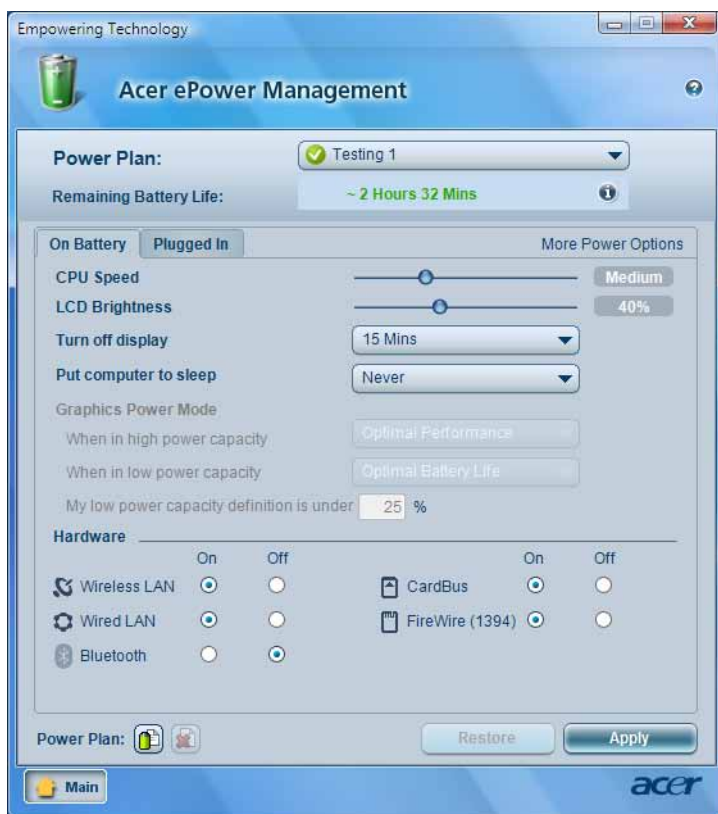 Empowering Technology
Acer ePower Management
Power Plan: Testing 1
Remaining Battery Life: ~ 2 Hours 32 Mins
On Battery Plugged In More Power Options
CPU Speed Medium
LCD Brightness 40%
Turn off display 15 Mins
Put computer to sleep Never
Graphics Power Mode
When in high power capacity Optimal Performance
When in low power capacity Optimal Battery Life
My low power capacity definition is under 25 %
Hardware
On Off On Off
Wireless LAN CardBus
Wired LAN FireWire (1394)
Bluetooth
Power Plan: Restore Apply
Main acer